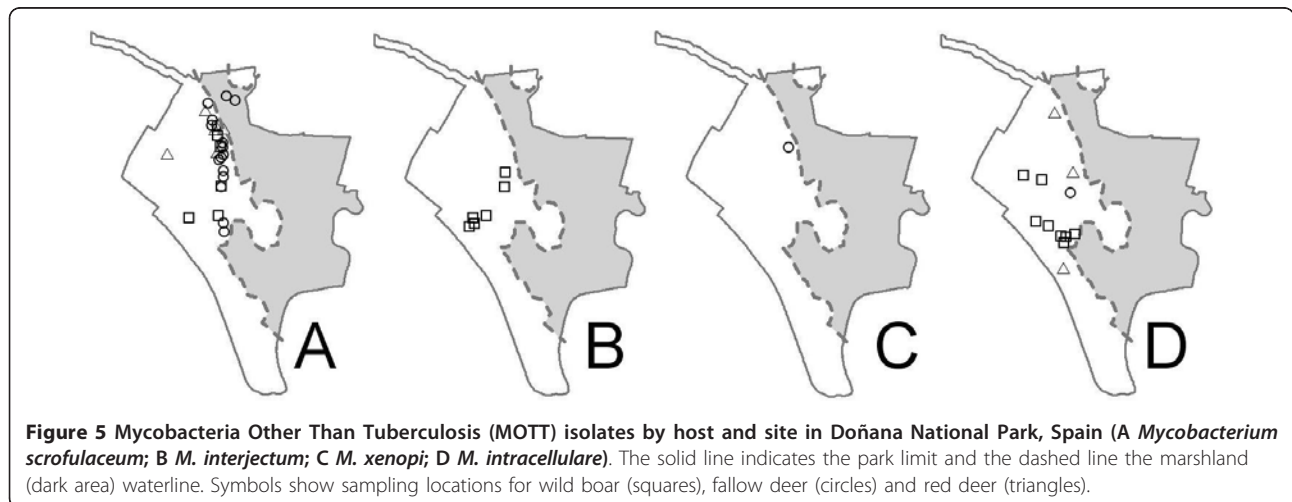 A
B
C
D
Figure 5 Mycobacteria Other Than Tuberculosis (MOTT) isolates by host and site in Doñana National Park, Spain (A Mycobacterium
scrofulaceum; B M. interjectum; C M. xenopi; D M. intracellulare). The solid line indicates the park limit and the dashed line the marshland
(dark area) waterline. Symbols show sampling locations for wild boar (squares), fallow deer (circles) and red deer (triangles).